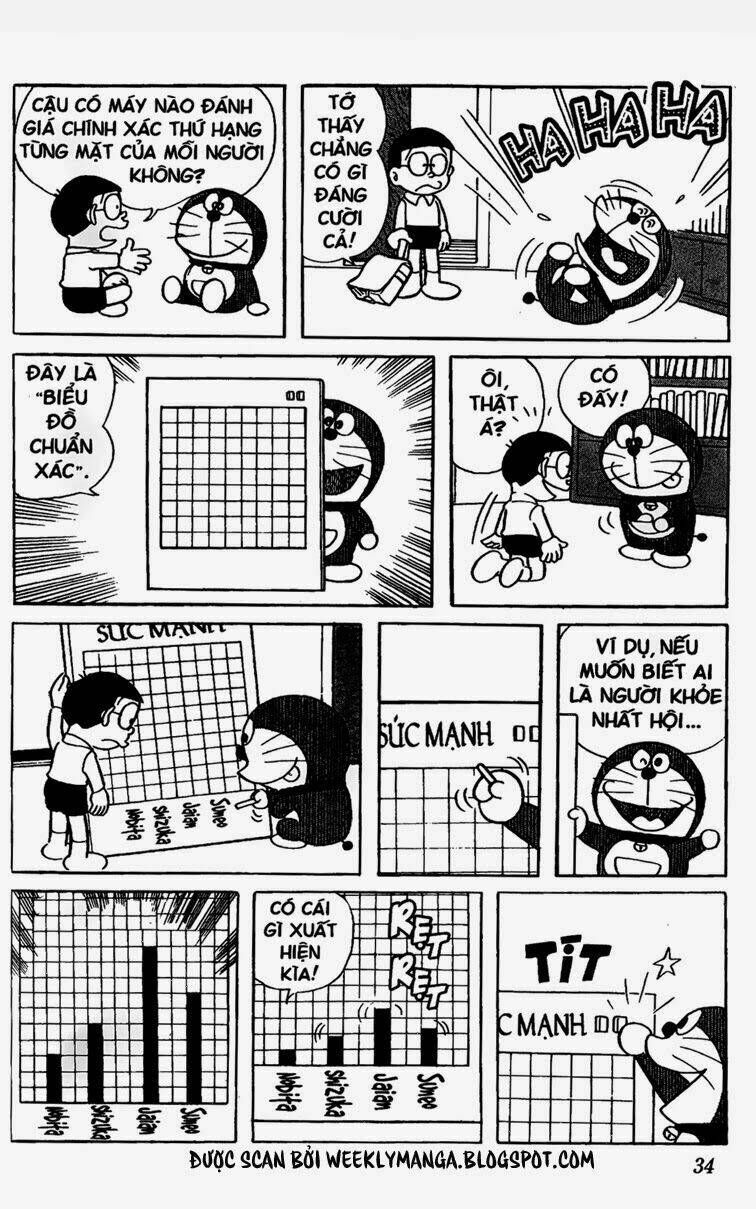 HA HA HA
TỚ
THẤY
CHẲNG
CÓ GÌ
ĐÁNG
CƯỜI
CẢ!
CẬU CÓ MÁY NÀO ĐÁNH
GIÁ CHÍNH XÁC THỨ HẠNG
TỪNG MẶT CỦA MỖI NGƯỜI
KHÔNG?
CÓ
ĐẤY!
ÔI,
THẬT
Á?
ĐÂY LÀ
"BIỂU
ĐỒ
CHUẨN
XÁC".
VÍ DỤ, NẾU
MUỐN BIẾT AI
LÀ NGƯỜI KHỎE
NHẤT HỘI...
SỨC MẠNH
SỨC MẠNH
Nobita
Shizuka
Jaian
Suneo
TÍT
C MẠNH
CÓ CÁI
GÌ XUẤT
HIỆN
KÌA!
RẸT
RẸT
Nobita
Shizuka
Jaian
Suneo
Nobita
Shizuka
Jaian
Suneo
ĐƯỢC SCAN BỞI WEEKLYMANGA.BLOGSPOT.COM
34